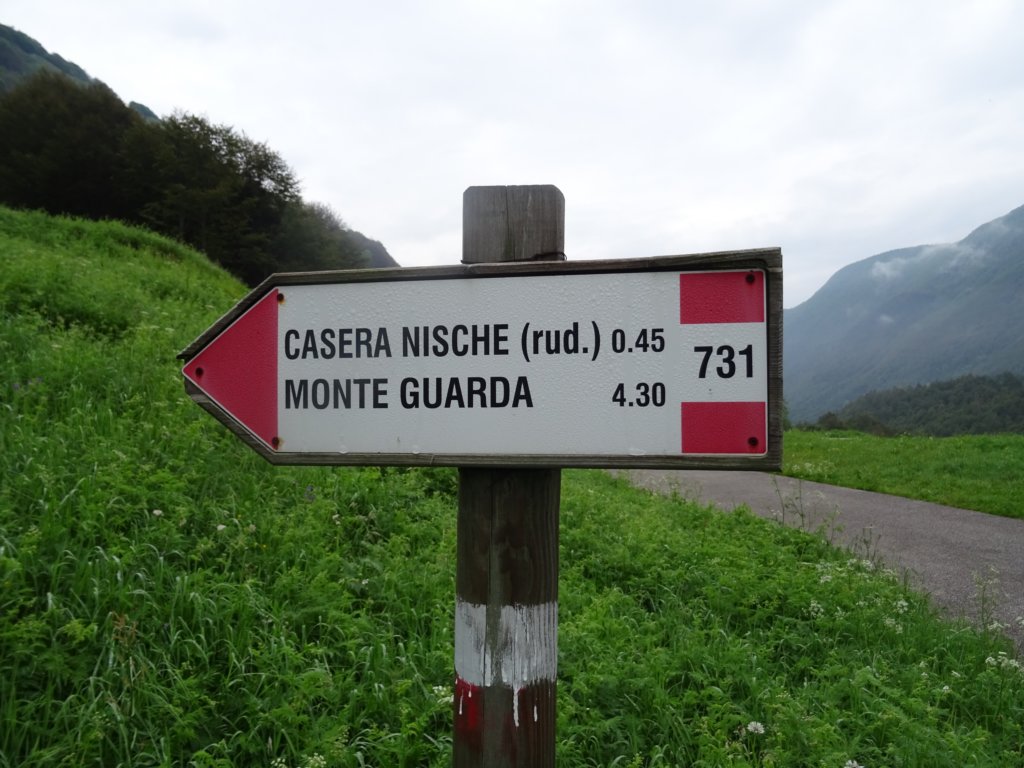 CASERA NISCHE (rud.) 0.45
MONTE GUARDA 4.30
731